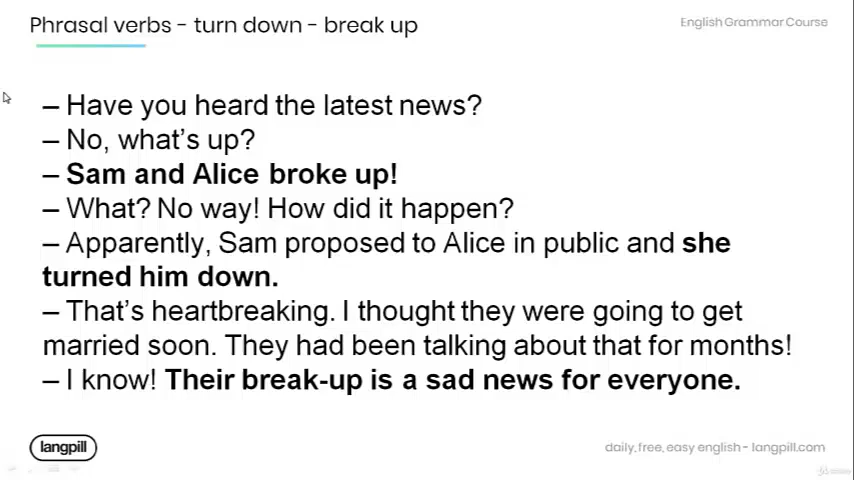 Phrasal verbs - turn down - break up
English Grammar Course
– Have you heard the latest news?
– No, what's up?
– Sam and Alice broke up!
– What? No way! How did it happen?
– Apparently, Sam proposed to Alice in public and she
turned him down.
– That's heartbreaking. I thought they were going to get
married soon. They had been talking about that for months!
– I know! Their break-up is a sad news for everyone.
langpill
daily, free, easy english - langpill.com